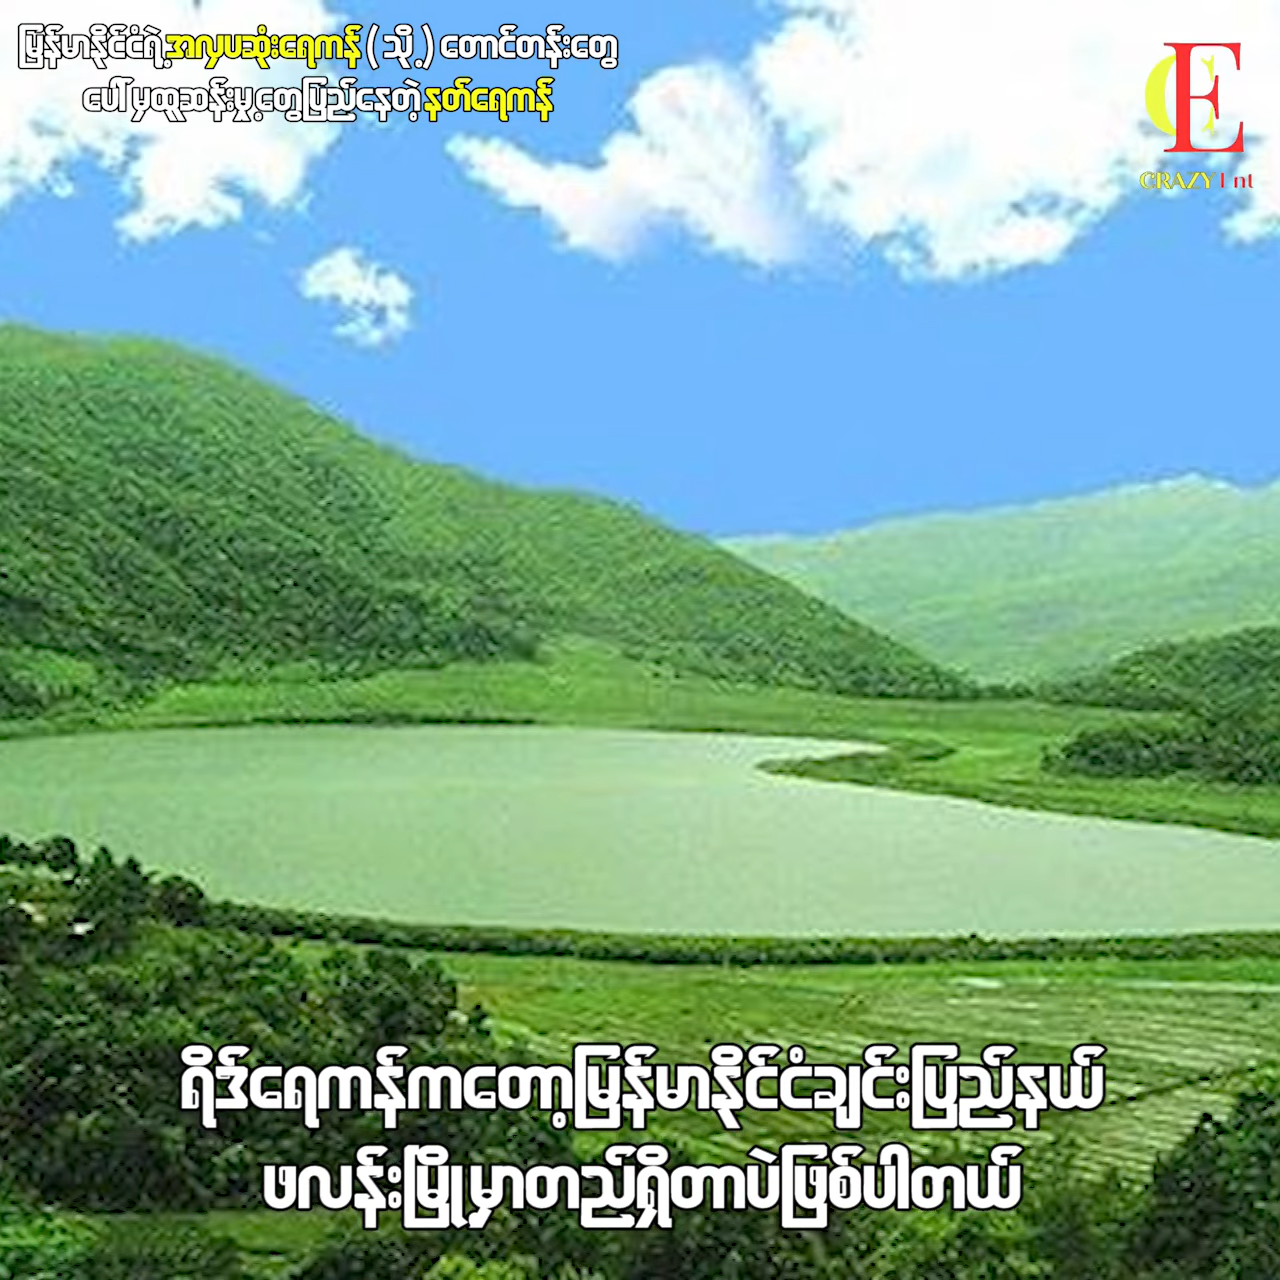 မြန်မာနိုင်ငံရဲ့အလှပဆုံးရေကန် ( သို့ ) တောင်တန်းတွေ
ပေါ်မှထူဆန်းမှု့တွေပြည့်နေတဲ့ နတ်ရေကန်
CE
CRAZY Ent
ရိဒ်ရေကန်ကတော့မြန်မာနိုင်ငံချင်းပြည်နယ်
ဖလန်းမြို့မှာတည်ရှိတာပဲဖြစ်ပါတယ်